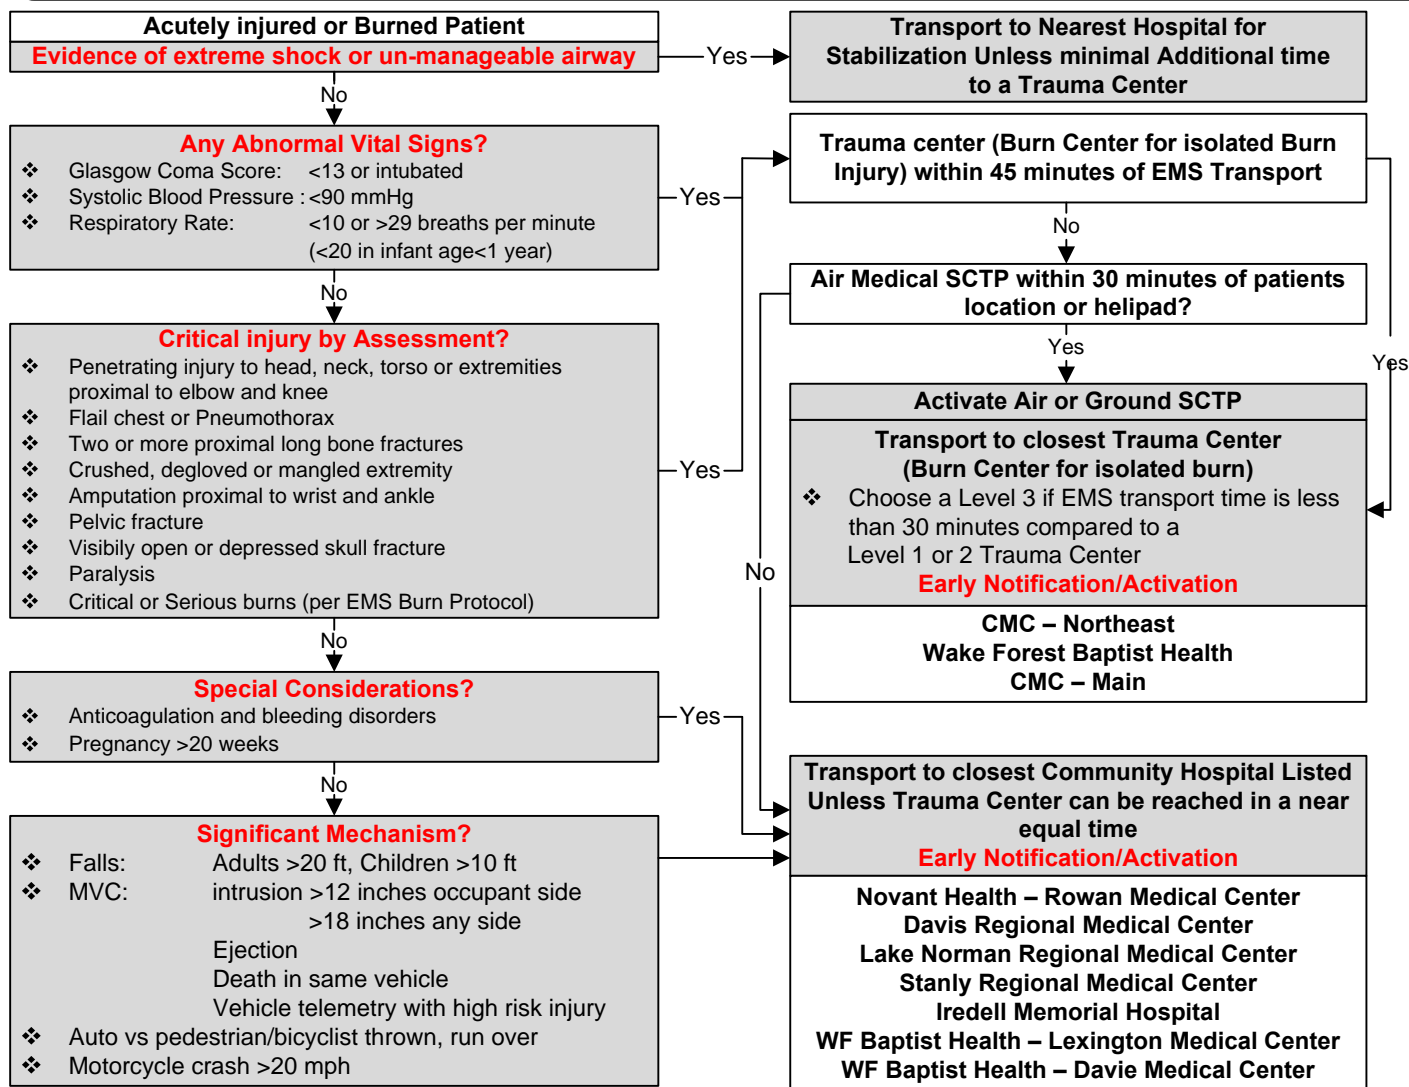 Acutely injured or Burned Patient
Evidence of extreme shock or un-manageable airway
Yes
Transport to Nearest Hospital for
Stabilization Unless minimal Additional time
to a Trauma Center
No
Any Abnormal Vital Signs?
❖ Glasgow Coma Score: <13 or intubated
❖ Systolic Blood Pressure : <90 mmHg
❖ Respiratory Rate: <10 or >29 breaths per minute
(<20 in infant age<1 year)
Yes
Trauma center (Burn Center for isolated Burn
Injury) within 45 minutes of EMS Transport
No
Yes
Air Medical SCTP within 30 minutes of patients
location or helipad?
Yes
No
No
Critical injury by Assessment?
❖ Penetrating injury to head, neck, torso or extremities
proximal to elbow and knee
❖ Flail chest or Pneumothorax
❖ Two or more proximal long bone fractures
❖ Crushed, degloved or mangled extremity
❖ Amputation proximal to wrist and ankle
❖ Pelvic fracture
❖ Visibily open or depressed skull fracture
❖ Paralysis
❖ Critical or Serious burns (per EMS Burn Protocol)
Yes
Activate Air or Ground SCTP
Transport to closest Trauma Center
(Burn Center for isolated burn)
❖ Choose a Level 3 if EMS transport time is less
than 30 minutes compared to a
Level 1 or 2 Trauma Center
Early Notification/Activation
CMC – Northeast
Wake Forest Baptist Health
CMC – Main
No
Special Considerations?
❖ Anticoagulation and bleeding disorders
❖ Pregnancy >20 weeks
Yes
No
Significant Mechanism?
❖ Falls: Adults >20 ft, Children >10 ft
❖ MVC: intrusion >12 inches occupant side
>18 inches any side
Ejection
Death in same vehicle
Vehicle telemetry with high risk injury
❖ Auto vs pedestrian/bicyclist thrown, run over
❖ Motorcycle crash >20 mph
Transport to closest Community Hospital Listed
Unless Trauma Center can be reached in a near
equal time
Early Notification/Activation
Novant Health – Rowan Medical Center
Davis Regional Medical Center
Lake Norman Regional Medical Center
Stanly Regional Medical Center
Iredell Memorial Hospital
WF Baptist Health – Lexington Medical Center
WF Baptist Health – Davie Medical Center